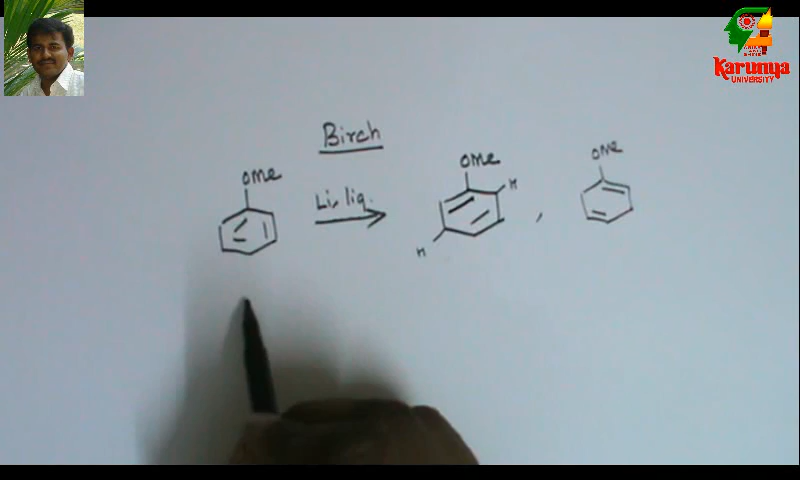 Karunya
UNIVERSITY
Birch
OMe
Li, liq.
OMe
H
H
,
OMe